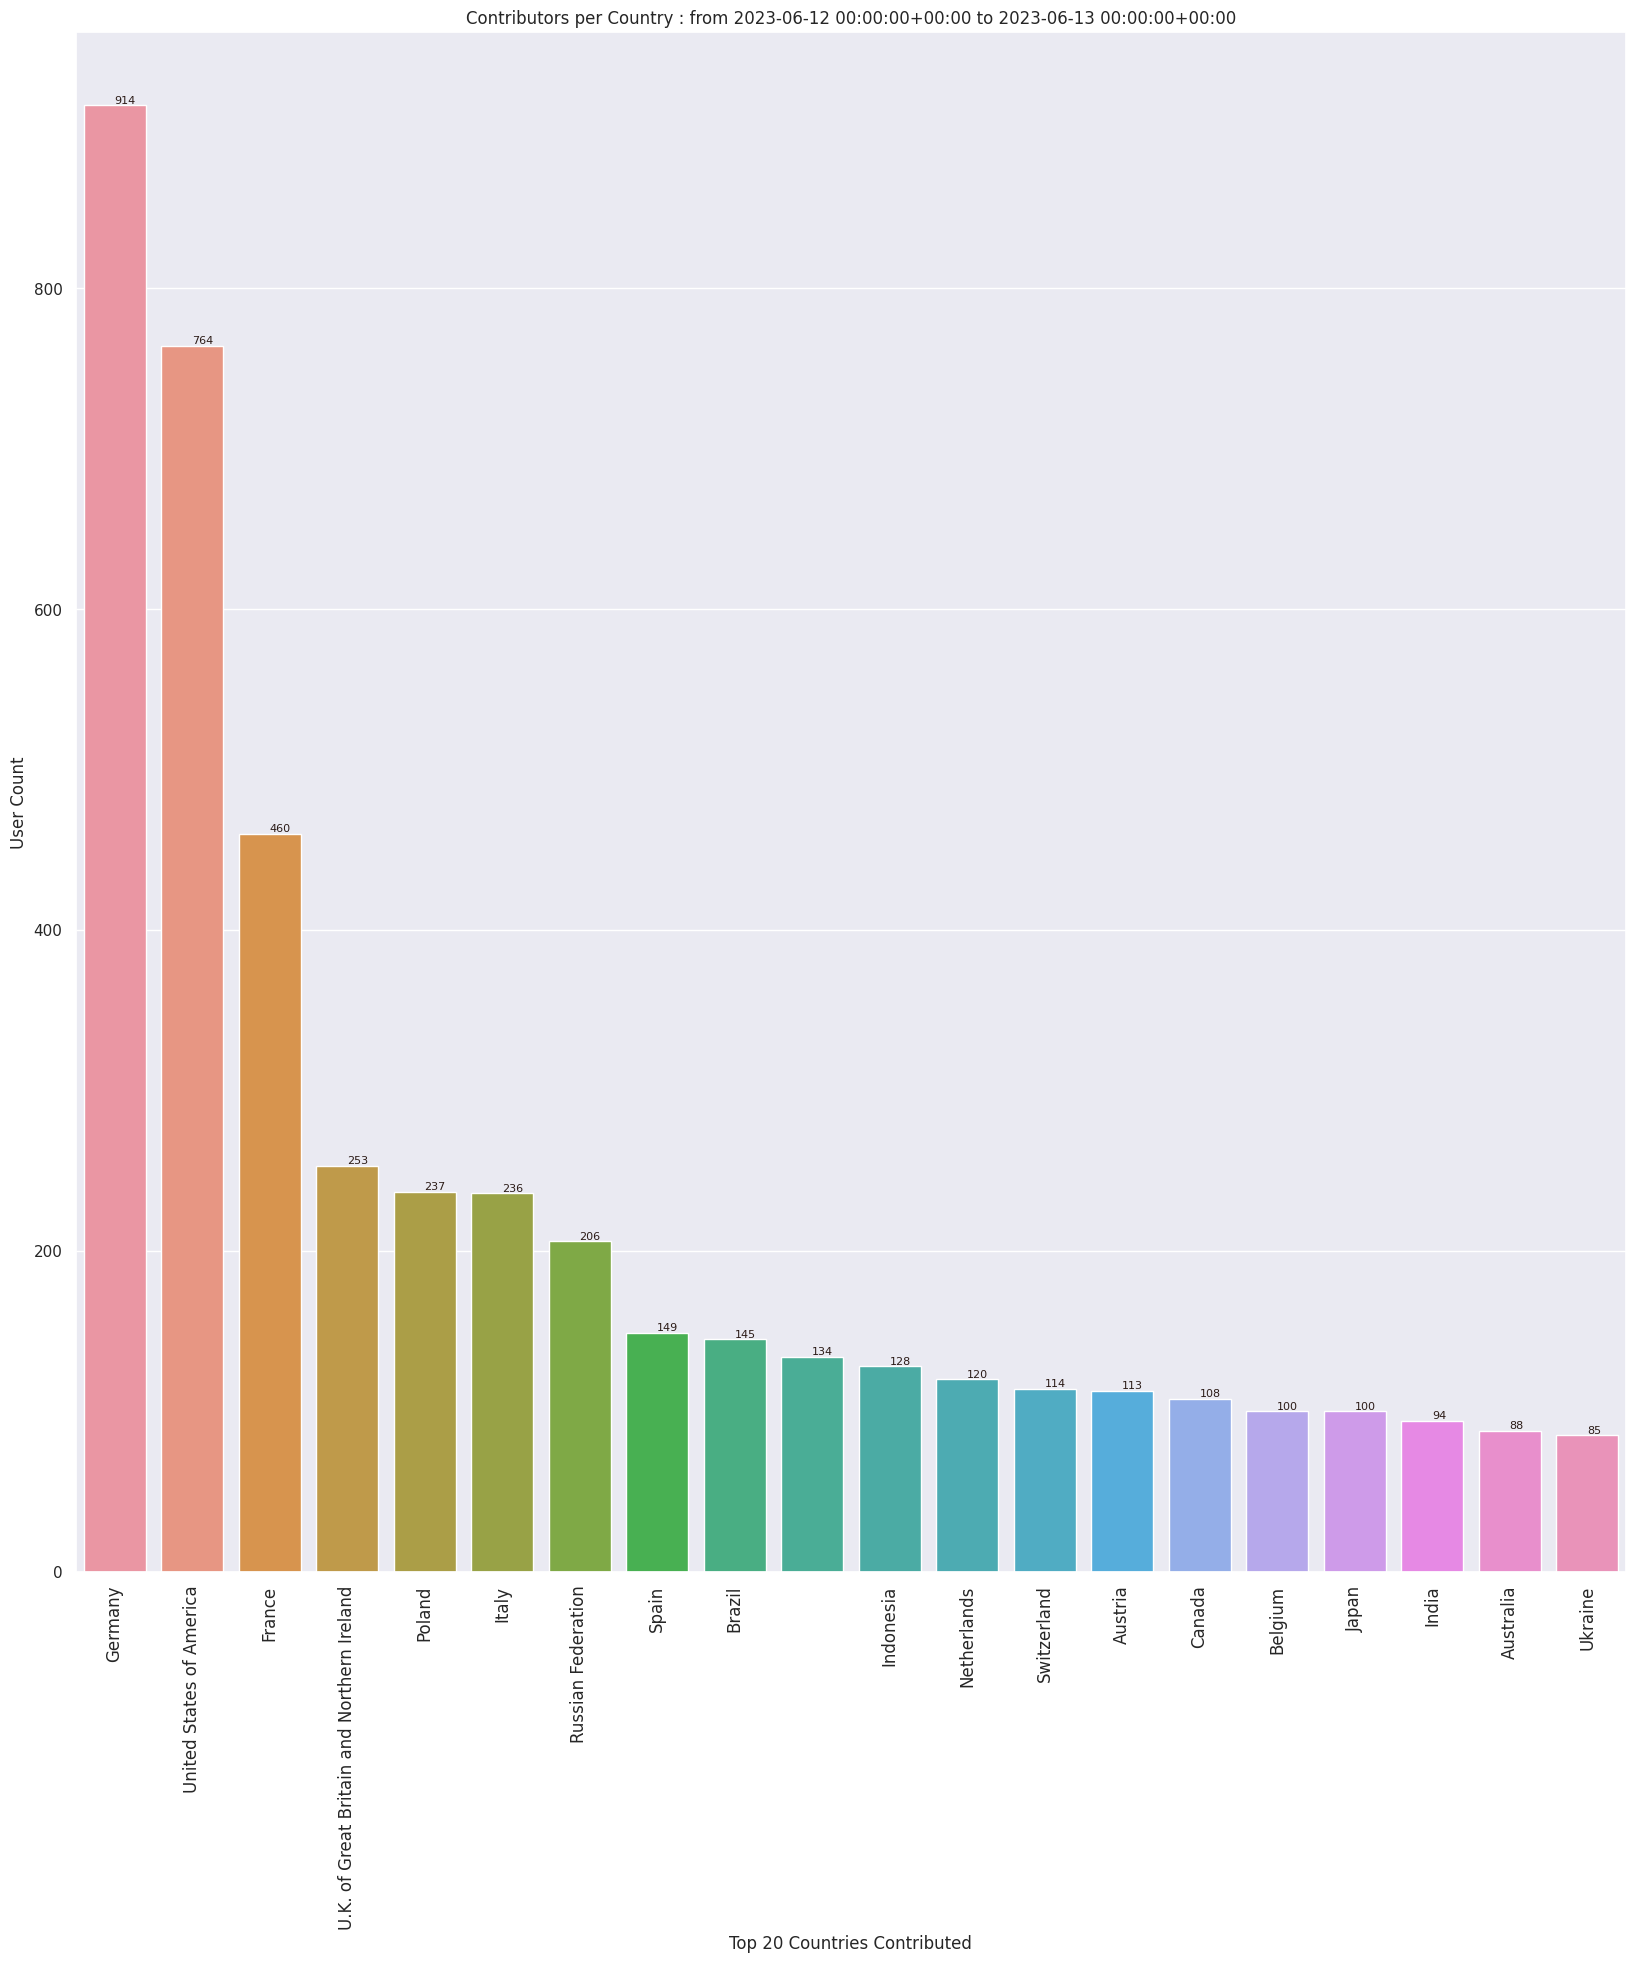 Contributors per Country : from 2023-06-12 00:00:00+00:00 to 2023-06-13 00:00:00+00:00
914
764
460
253
237
236
206
149
145
134
128
120
114
113
108
100
100
94
88
85
800
600
400
200
0
User Count
Germany
United States of America
France
U.K. of Great Britain and Northern Ireland
Poland
Italy
Russian Federation
Spain
Brazil
Indonesia
Netherlands
Switzerland
Austria
Canada
Belgium
Japan
India
Australia
Ukraine
Top 20 Countries Contributed